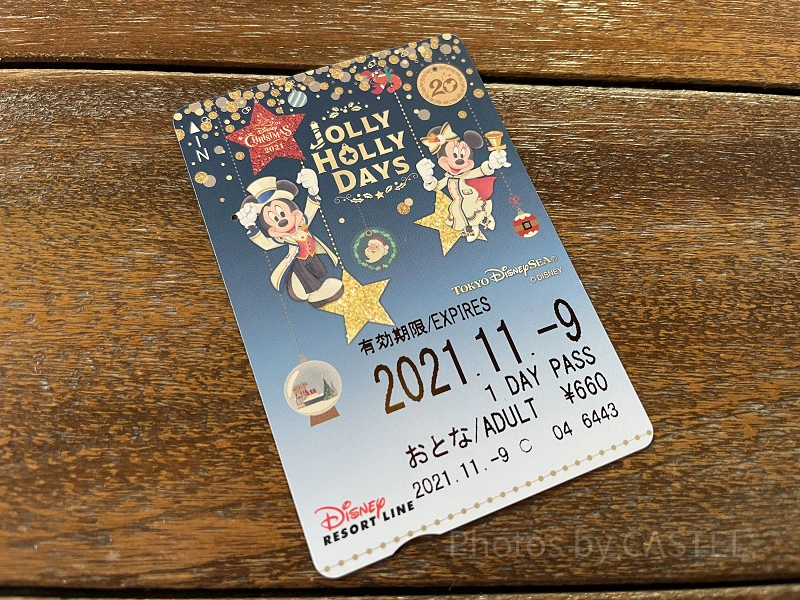 ▲IN
Disney
CHRISTMAS
2021
20
JOLLY
HOLLY
DAYS
TOKYO DISNEYSEA®
© DISNEY
有効期限/EXPIRES
2021.11.-9
1 DAY PASS
おとな/ADULT ¥660
2021.11.-9 C 04 6443
Disney
RESORT LINE
Photos by CASTEL